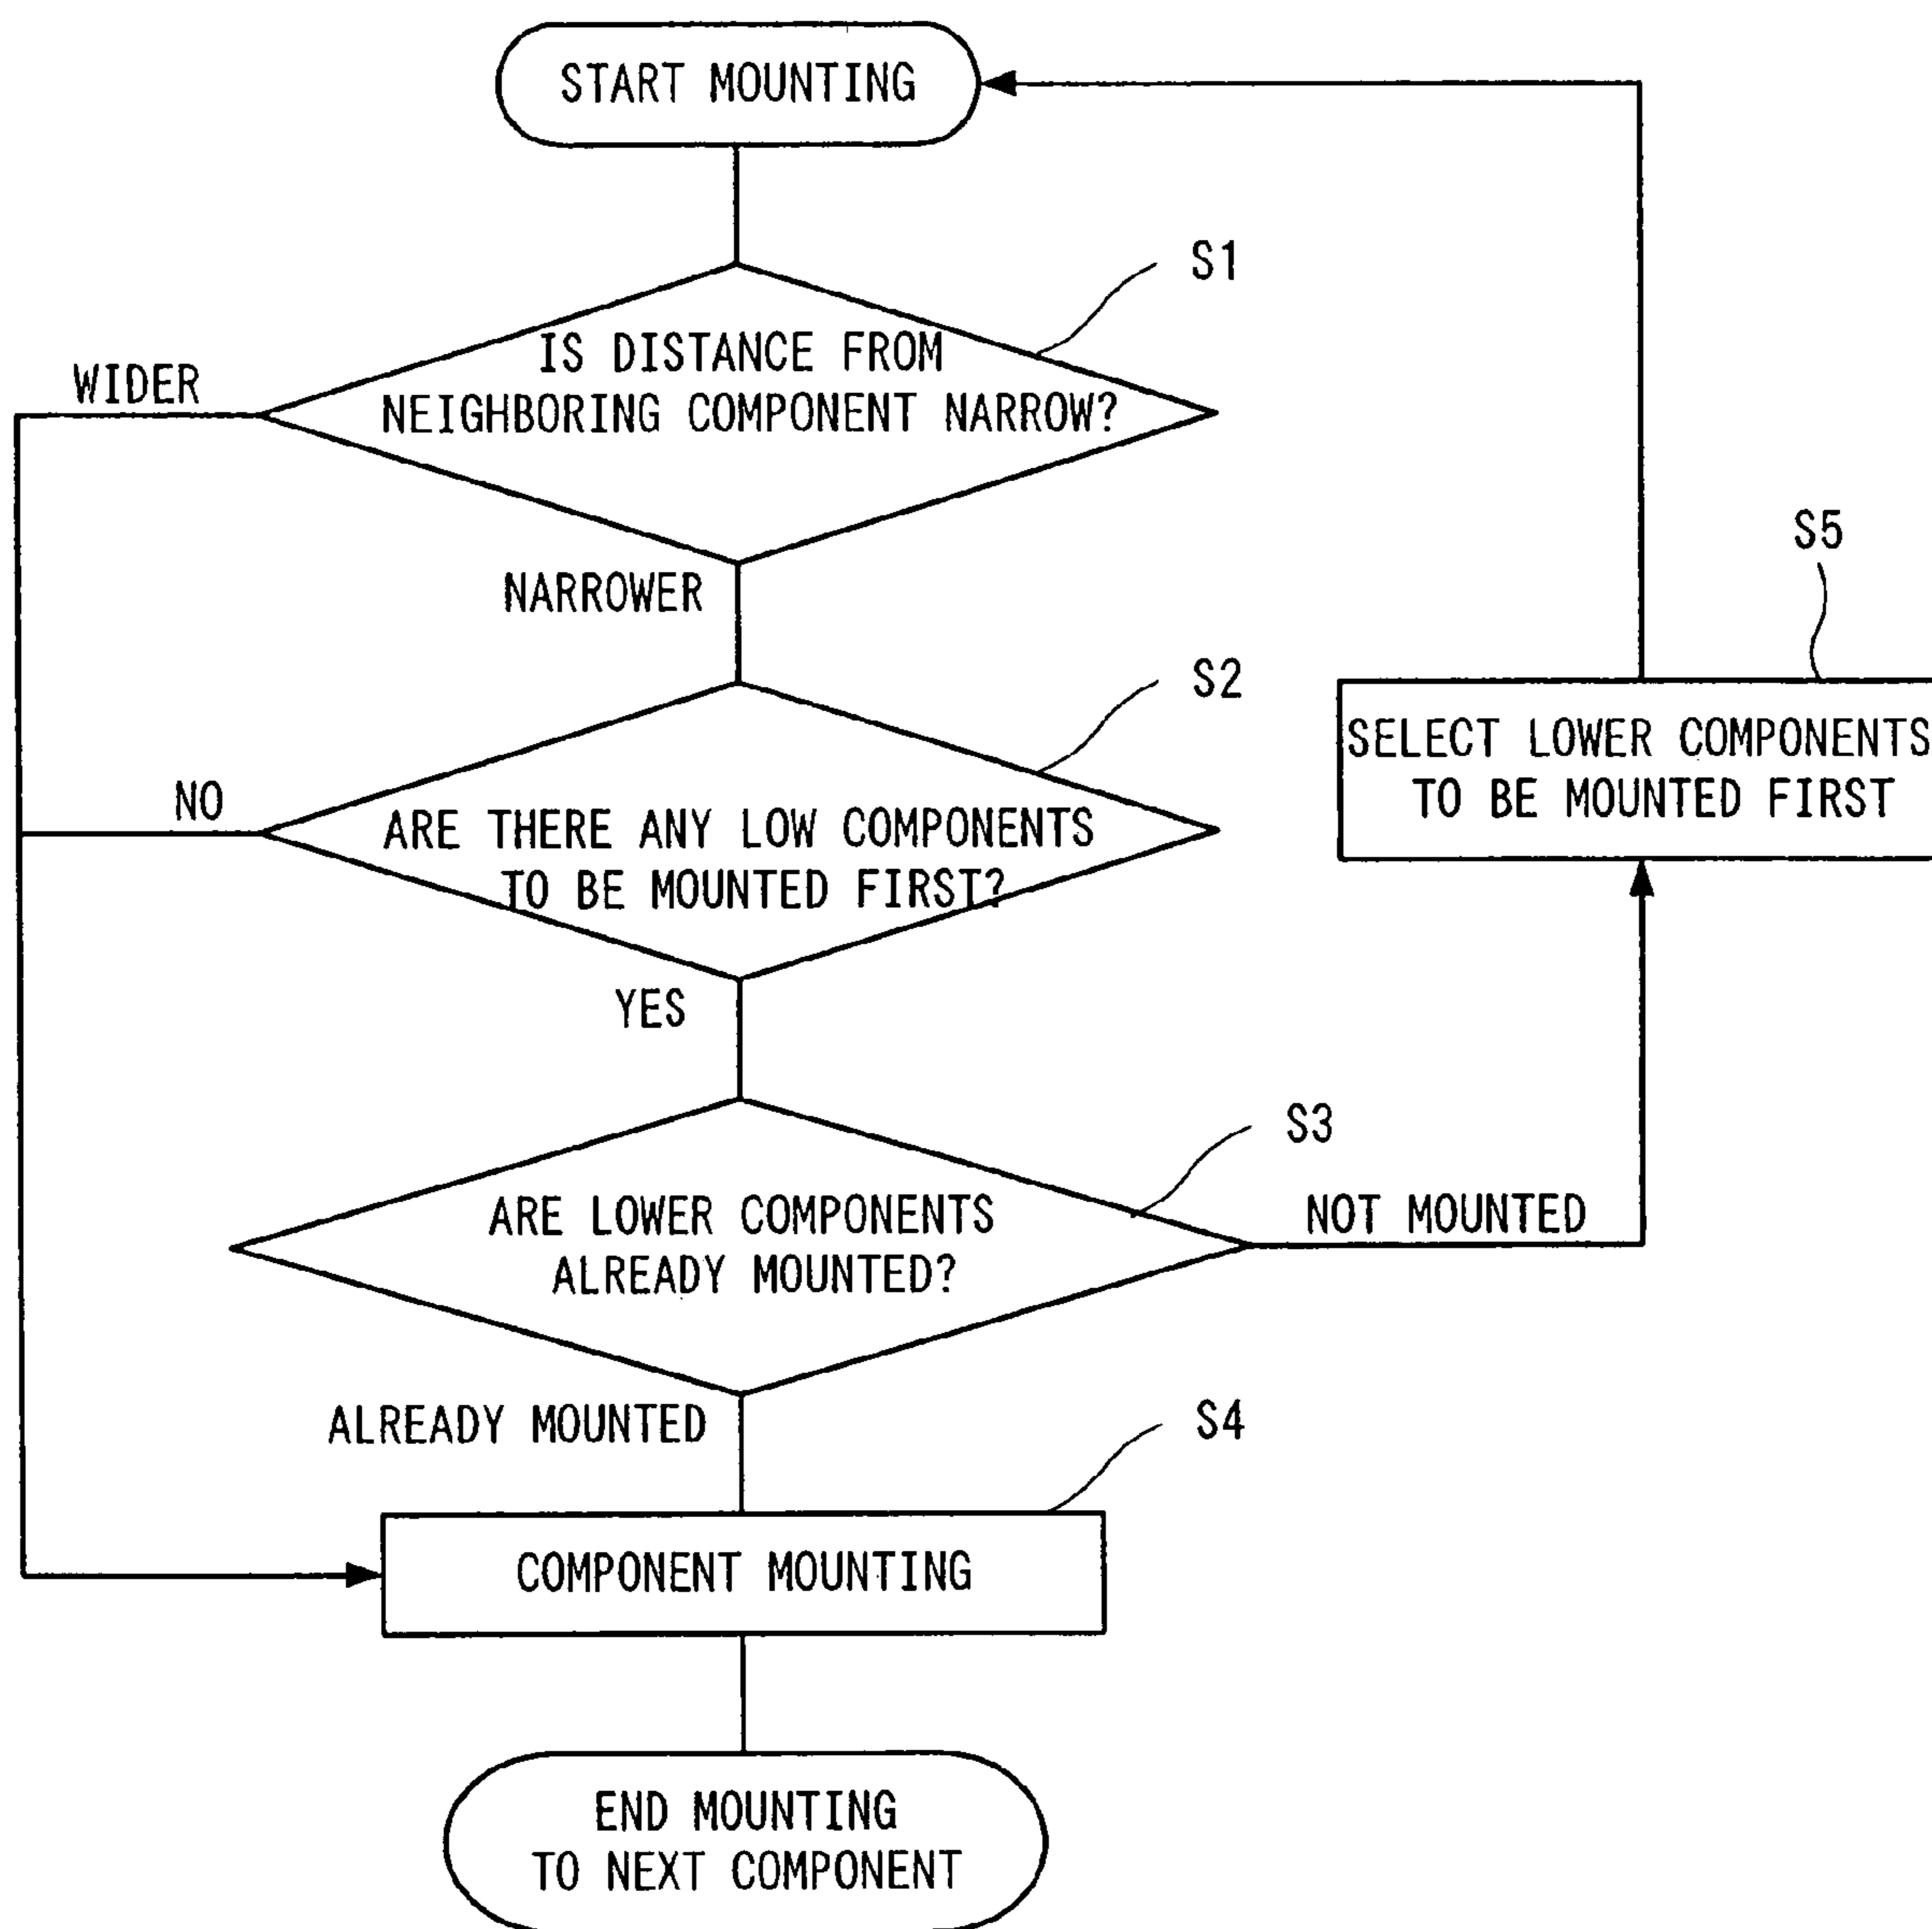 START MOUNTING
S1
IS DISTANCE FROM
NEIGHBORING COMPONENT NARROW?
WIDER
NARROWER
S5
S2
SELECT LOWER COMPONENTS
TO BE MOUNTED FIRST
NO
ARE THERE ANY LOW COMPONENTS
TO BE MOUNTED FIRST?
YES
S3
ARE LOWER COMPONENTS
ALREADY MOUNTED?
NOT MOUNTED
ALREADY MOUNTED
S4
COMPONENT MOUNTING
END MOUNTING
TO NEXT COMPONENT